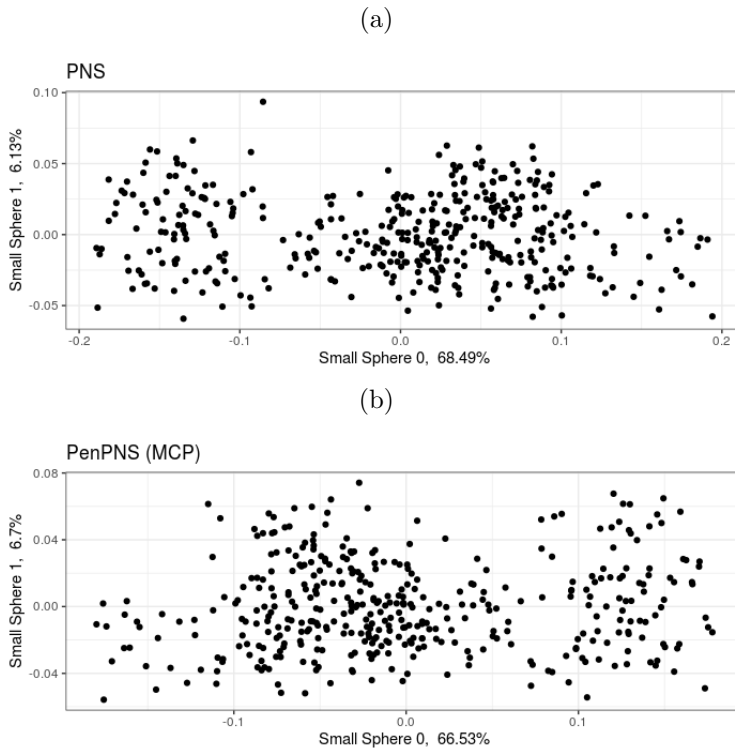 (a)
PNS
0.10
0.05
0.00
-0.05
Small Sphere 1, 6.13%
-0.2 -0.1 0.0 0.1 0.2
Small Sphere 0, 68.49%
(b)
PenPNS (MCP)
0.08
0.04
0.00
-0.04
Small Sphere 1, 6.7%
-0.1 0.0 0.1
Small Sphere 0, 66.53%